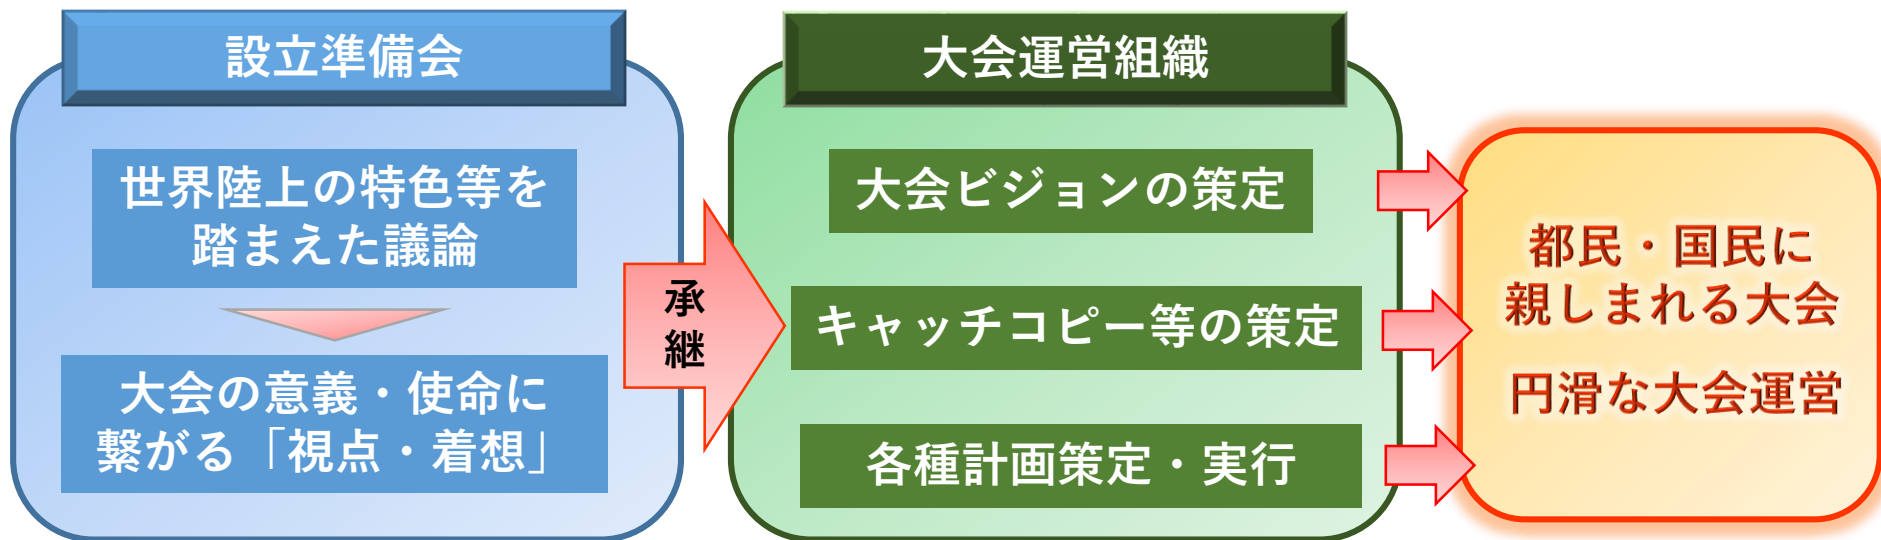 設立準備会
世界陸上の特色等を
踏まえた議論
大会の意義・使命に
繋がる「視点・着想」
承
継
大会運営組織
大会ビジョンの策定
キャッチコピー等の策定
各種計画策定・実行
都民・国民に
親しまれる大会
円滑な大会運営